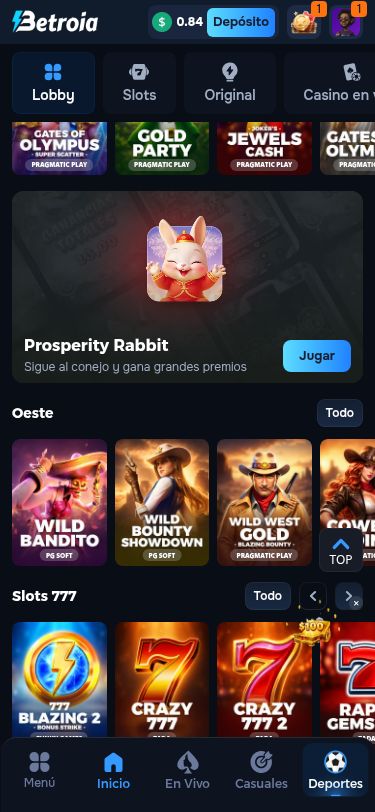 Betroia
$ 0.84 Depósito
1
1
Lobby
Slots
Original
Casino en
GATES OF
OLYMPUS
SUPER SCATTER
PRAGMATIC PLAY
GOLD
PARTY
PRAGMATIC PLAY
JOKER'S
JEWELS
CASH
PRAGMATIC PLAY
PRAGMATIC PLAY
Prosperity Rabbit
Sigue al conejo y gana grandes premios
Jugar
Oeste
Todo
WILD
BANDITO
PG SOFT
WILD
BOUNTY
SHOWDOWN
PG SOFT
WILD WEST
GOLD
BLAZING BOUNTY
PRAGMATIC PLAY
TOP
Slots 777
Todo
$100
777
BLAZING 2
BONUS STRIKE
CRAZY
777
CRAZY
777 2
Menú
Inicio
En Vivo
Casuales
Deportes